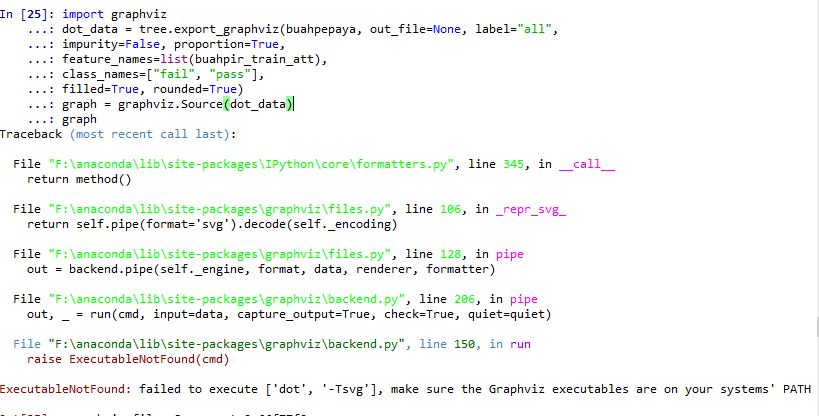 In [25]: import graphviz
...: dot_data = tree.export_graphviz(buahpepaya, out_file=None, label="all",
...: impurity=False, proportion=True,
...: feature_names=list(buahpir_train_att),
...: class_names=["fail", "pass"],
...: filled=True, rounded=True)
...: graph = graphviz.Source(dot_data)
...: graph
Traceback (most recent call last):
File "F:\anaconda\lib\site-packages\IPython\core\formatters.py", line 345, in __call__
return method()
File "F:\anaconda\lib\site-packages\graphviz\files.py", line 106, in _repr_svg_
return self.pipe(format='svg').decode(self._encoding)
File "F:\anaconda\lib\site-packages\graphviz\files.py", line 128, in pipe
out = backend.pipe(self._engine, format, data, renderer, formatter)
File "F:\anaconda\lib\site-packages\graphviz\backend.py", line 206, in pipe
out, _ = run(cmd, input=data, capture_output=True, check=True, quiet=quiet)
File "F:\anaconda\lib\site-packages\graphviz\backend.py", line 150, in run
raise ExecutableNotFound(cmd)
ExecutableNotFound: failed to execute ['dot', '-Tsvg'], make sure the Graphviz executables are on your systems' PATH